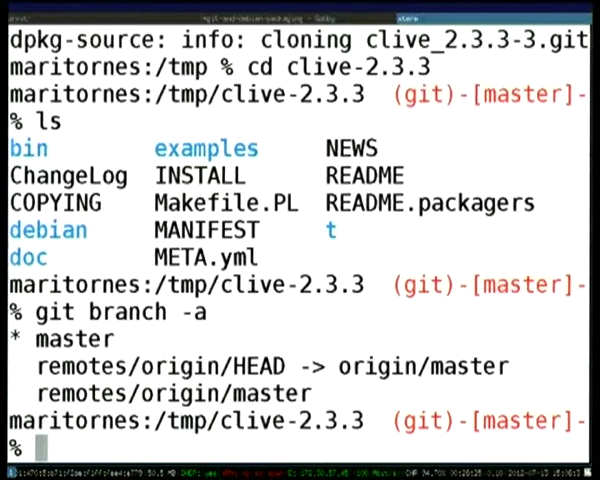 dpkg-source: info: cloning clive_2.3.3-3.git
maritornes:/tmp % cd clive-2.3.3
maritornes:/tmp/clive-2.3.3 (git)-[master]-
% ls
bin examples NEWS
ChangeLog INSTALL README
COPYING Makefile.PL README.packagers
debian MANIFEST t
doc META.yml
maritornes:/tmp/clive-2.3.3 (git)-[master]-
% git branch -a
* master
remotes/origin/HEAD -> origin/master
remotes/origin/master
maritornes:/tmp/clive-2.3.3 (git)-[master]-
%